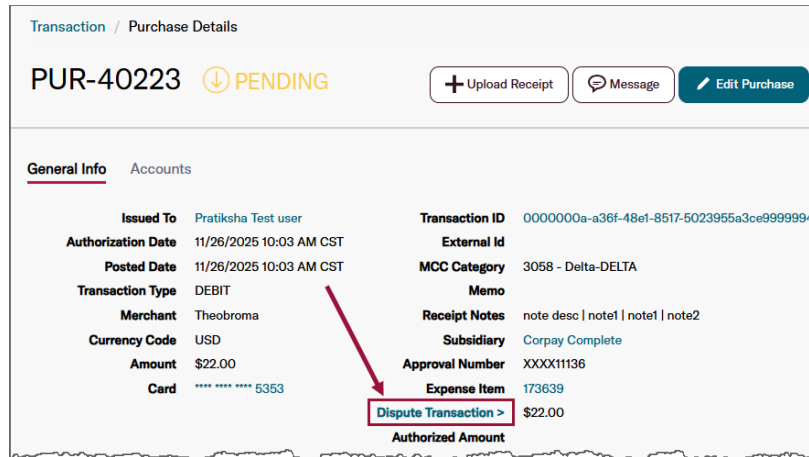 Transaction / Purchase Details
PUR-40223 PENDING
Upload Receipt Message Edit Purchase
General Info Accounts
Issued To Pratiksha Test user Transaction ID 0000000a-a36f-48e1-8517-5023955a3ce9999994
Authorization Date 11/26/2025 10:03 AM CST External Id
Posted Date 11/26/2025 10:03 AM CST MCC Category 3058 - Delta-DELTA
Transaction Type DEBIT Memo
Merchant Theobroma Receipt Notes note desc | note1 | note1 | note2
Currency Code USD Subsidiary Corpay Complete
Amount $22.00 Approval Number XXXX11136
Card **** **** **** 5353 Expense Item 173639
Dispute Transaction > $22.00
Authorized Amount